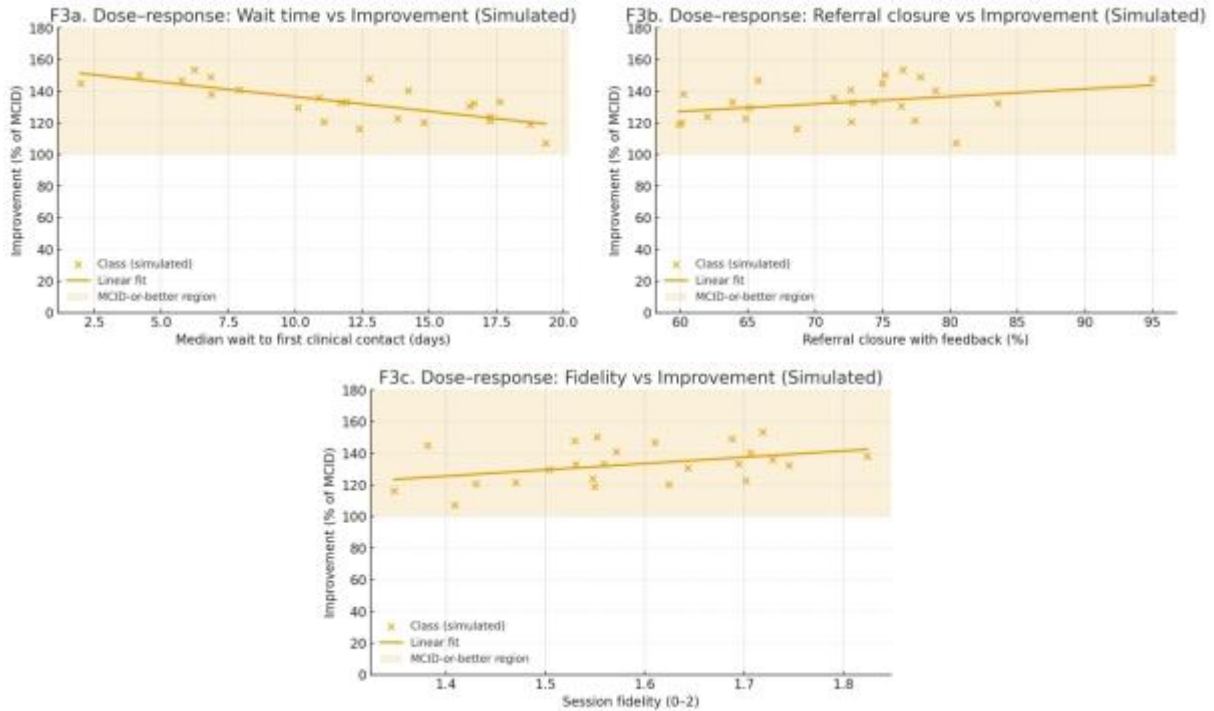 F3a. Dose–response: Wait time vs Improvement (Simulated)
180
160
140
120
100
80
60
40
20
0
Improvement (% of MCID)
Class (simulated)
Linear fit
MCID-or-better region
2.5 5.0 7.5 10.0 12.5 15.0 17.5 20.0
Median wait to first clinical contact (days)
F3b. Dose–response: Referral closure vs Improvement (Simulated)
180
160
140
120
100
80
60
40
20
0
Improvement (% of MCID)
Class (simulated)
Linear fit
MCID-or-better region
60 65 70 75 80 85 90 95
Referral closure with feedback (%)
F3c. Dose–response: Fidelity vs Improvement (Simulated)
180
160
140
120
100
80
60
40
20
0
Improvement (% of MCID)
Class (simulated)
Linear fit
MCID-or-better region
1.4 1.5 1.6 1.7 1.8
Session fidelity (0–2)